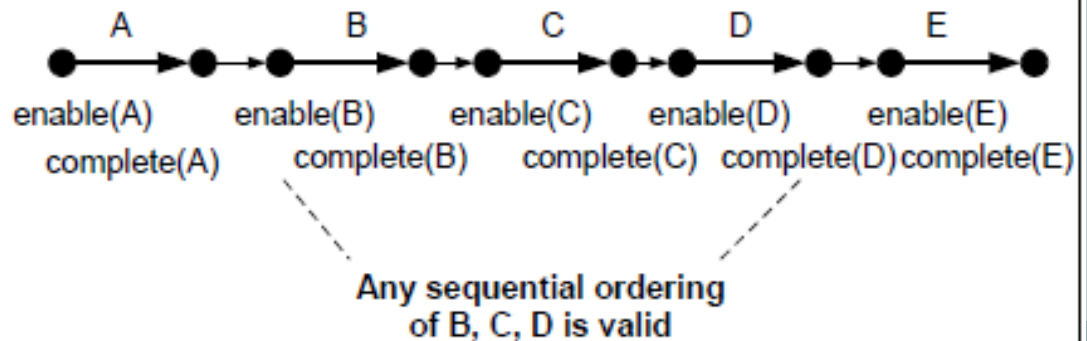 A B C D E
enable(A) enable(B) enable(C) enable(D) enable(E)
complete(A) complete(B) complete(C) complete(D) complete(E)
Any sequential ordering
of B, C, D is valid